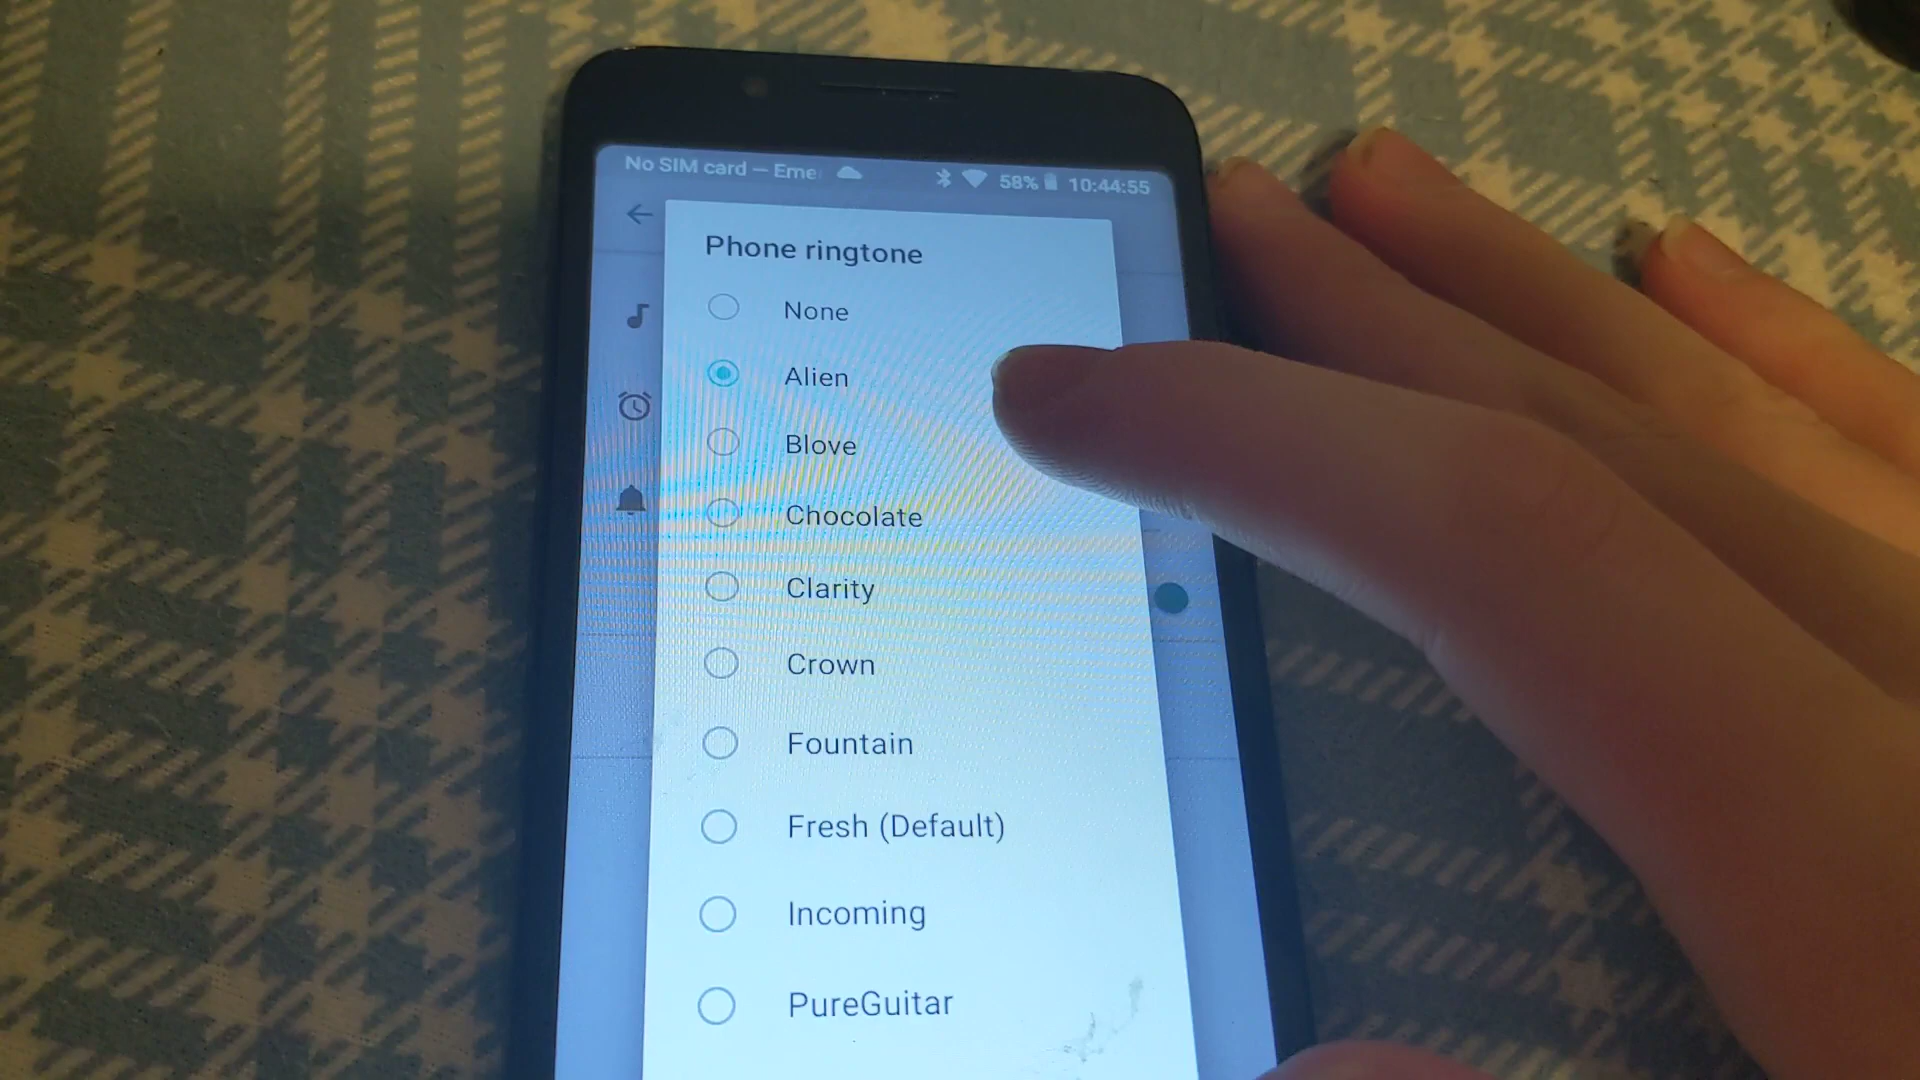 No SIM card — Eme 58% 10:44:55
Phone ringtone
None
Alien
Blove
Chocolate
Clarity
Crown
Fountain
Fresh (Default)
Incoming
PureGuitar